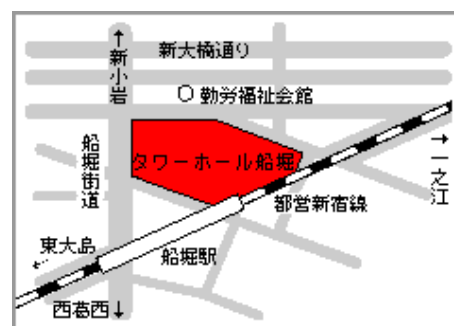 ↑新小岩
新大橋通り
○勤労福祉会館
船堀街道
タワーホール船堀
→一之江
都営新宿線
東大島
←
船堀駅
西葛西↓